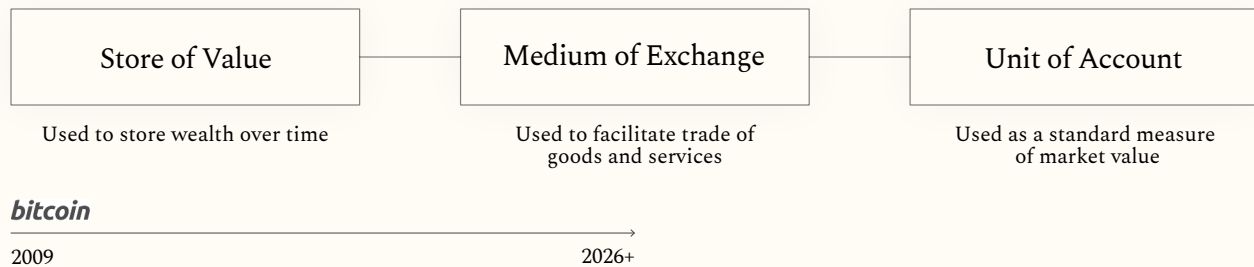 Store of Value
Medium of Exchange
Unit of Account
Used to store wealth over time
Used to facilitate trade of
goods and services
Used as a standard measure
of market value
bitcoin
2009
2026+